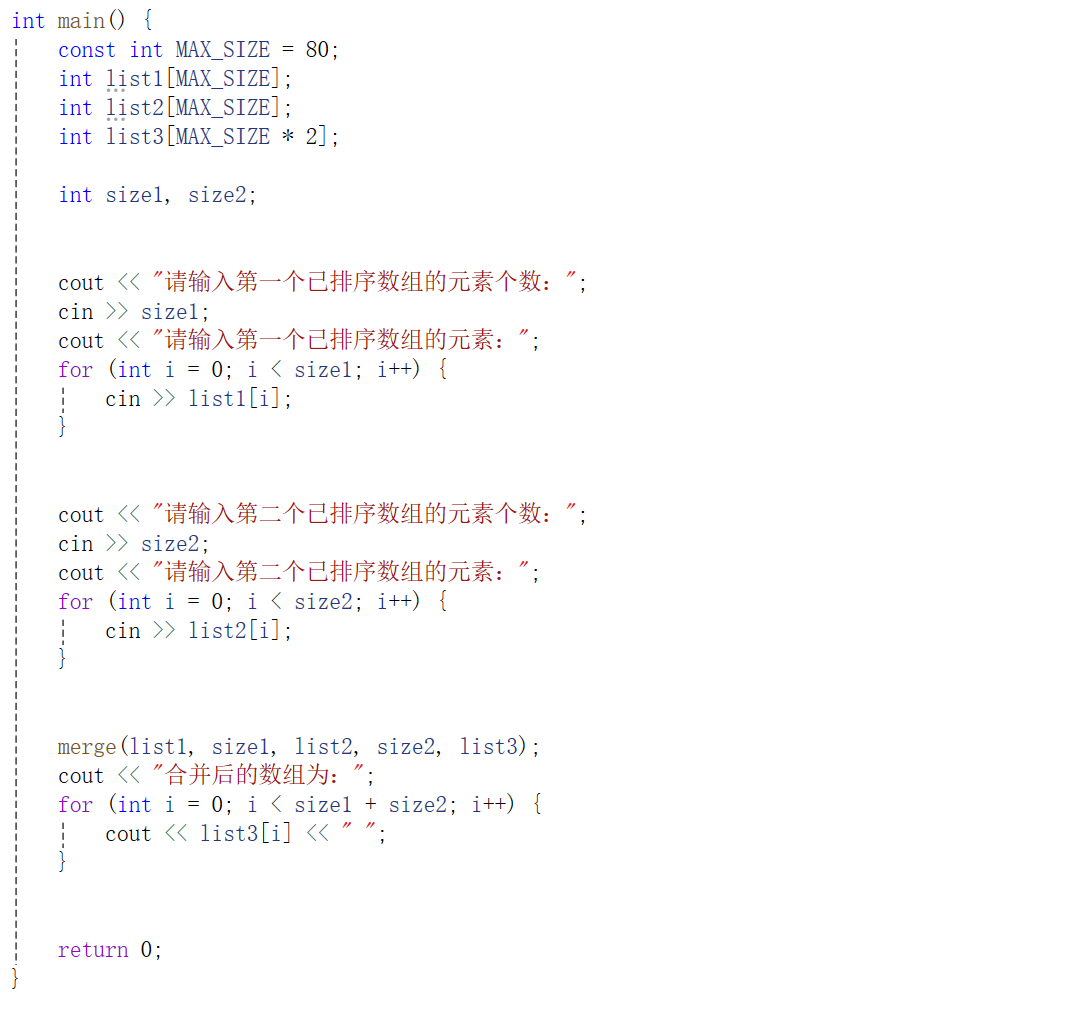 int main() {
const int MAX_SIZE = 80;
int list1[MAX_SIZE];
int list2[MAX_SIZE];
int list3[MAX_SIZE * 2];
int size1, size2;
cout << "请输入第一个已排序数组的元素个数：";
cin >> size1;
cout << "请输入第一个已排序数组的元素：";
for (int i = 0; i < size1; i++) {
cin >> list1[i];
}
cout << "请输入第二个已排序数组的元素个数：";
cin >> size2;
cout << "请输入第二个已排序数组的元素：";
for (int i = 0; i < size2; i++) {
cin >> list2[i];
}
merge(list1, size1, list2, size2, list3);
cout << "合并后的数组为：";
for (int i = 0; i < size1 + size2; i++) {
cout << list3[i] << " ";
}
return 0;
}